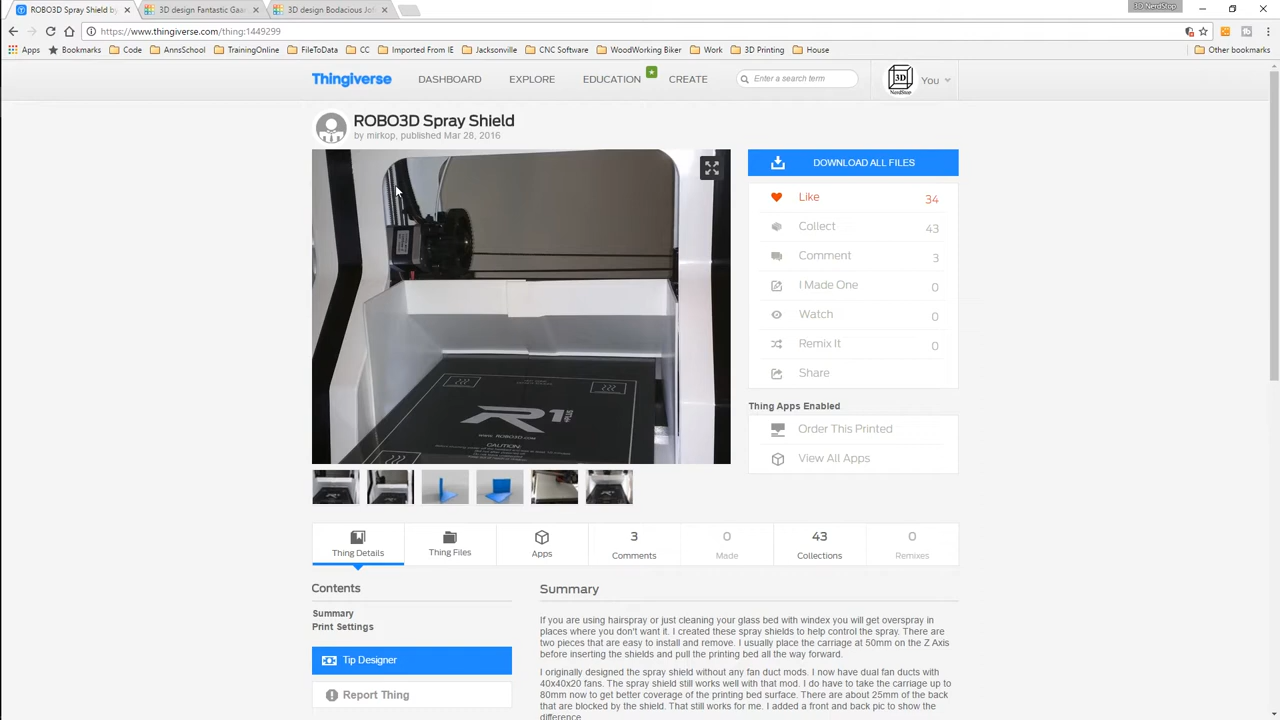 3D NerdStop
ROBO3D Spray Shield by
3D design Fantastic Gaa
3D design Bodacious Jof
https://www.thingiverse.com/thing:1449299
Apps Bookmarks Code AnnsSchool TrainingOnline FileToData CC Imported From IE Jacksonville CNC Software WoodWorking Biker Work 3D Printing House Other bookmarks
Thingiverse DASHBOARD EXPLORE EDUCATION CREATE Enter a search term 3D NerdStop You
ROBO3D Spray Shield
by mirkop, published Mar 28, 2016
DOWNLOAD ALL FILES
Like 34
Collect 43
Comment 3
I Made One 0
Watch 0
Remix It 0
Share
Thing Apps Enabled
Order This Printed
View All Apps
R1 +PLUS
WWW. ROBO3D.COM
CAUTION:
Thing Details
Thing Files
Apps
3 Comments
0 Made
43 Collections
0 Remixes
Contents
Summary
Print Settings
Tip Designer
Report Thing
Summary
If you are using hairspray or just cleaning your glass bed with windex you will get overspray in
places where you don't want it. I created these spray shields to help control the spray. There are
two pieces that are easy to install and remove. I usually place the carriage at 50mm on the Z Axis
before inserting the shields and pull the printing bed all the way forward.
I originally designed the spray shield without any fan duct mods. I now have dual fan ducts with
40x40x20 fans. The spray shield still works well with that mod. I do have to take the carriage up to
80mm now to get better coverage of the printing bed surface. There are about 25mm of the back
that are blocked by the shield. That still works for me. I added a front and back pic to show the
difference.